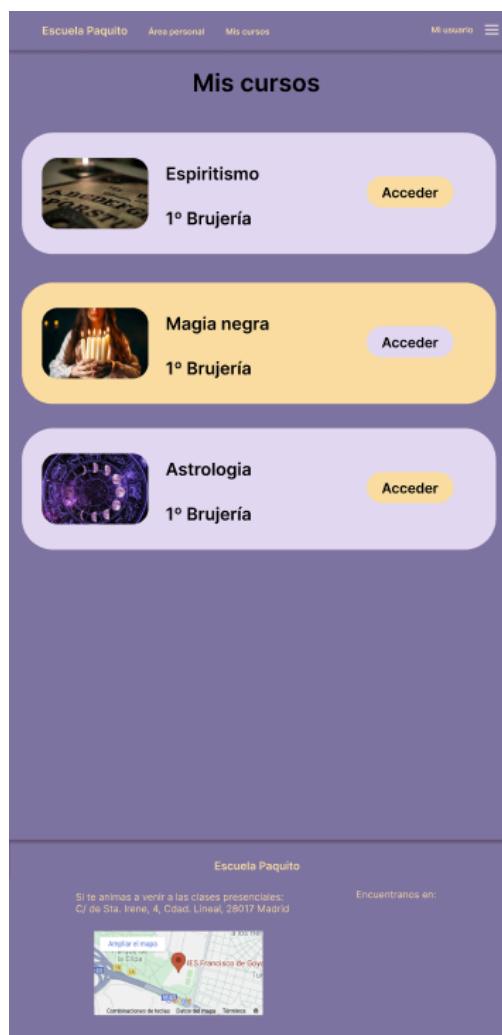 Escuela Paquito
Área personal
Mis cursos
Mi usuario
Mis cursos
Espiritismo
1º Brujería
Acceder
Magia negra
1º Brujería
Acceder
Astrologia
1º Brujería
Acceder
Escuela Paquito
Si te animas a venir a las clases presenciales:
C/ de Sta. Irene, 4, Cdad. Lineal, 28017 Madrid
Encuentranos en:
Ampliar el mapa
la Elipa
IES Francisco de Goya
Combinaciones de teclas
Datos del mapa
Términos